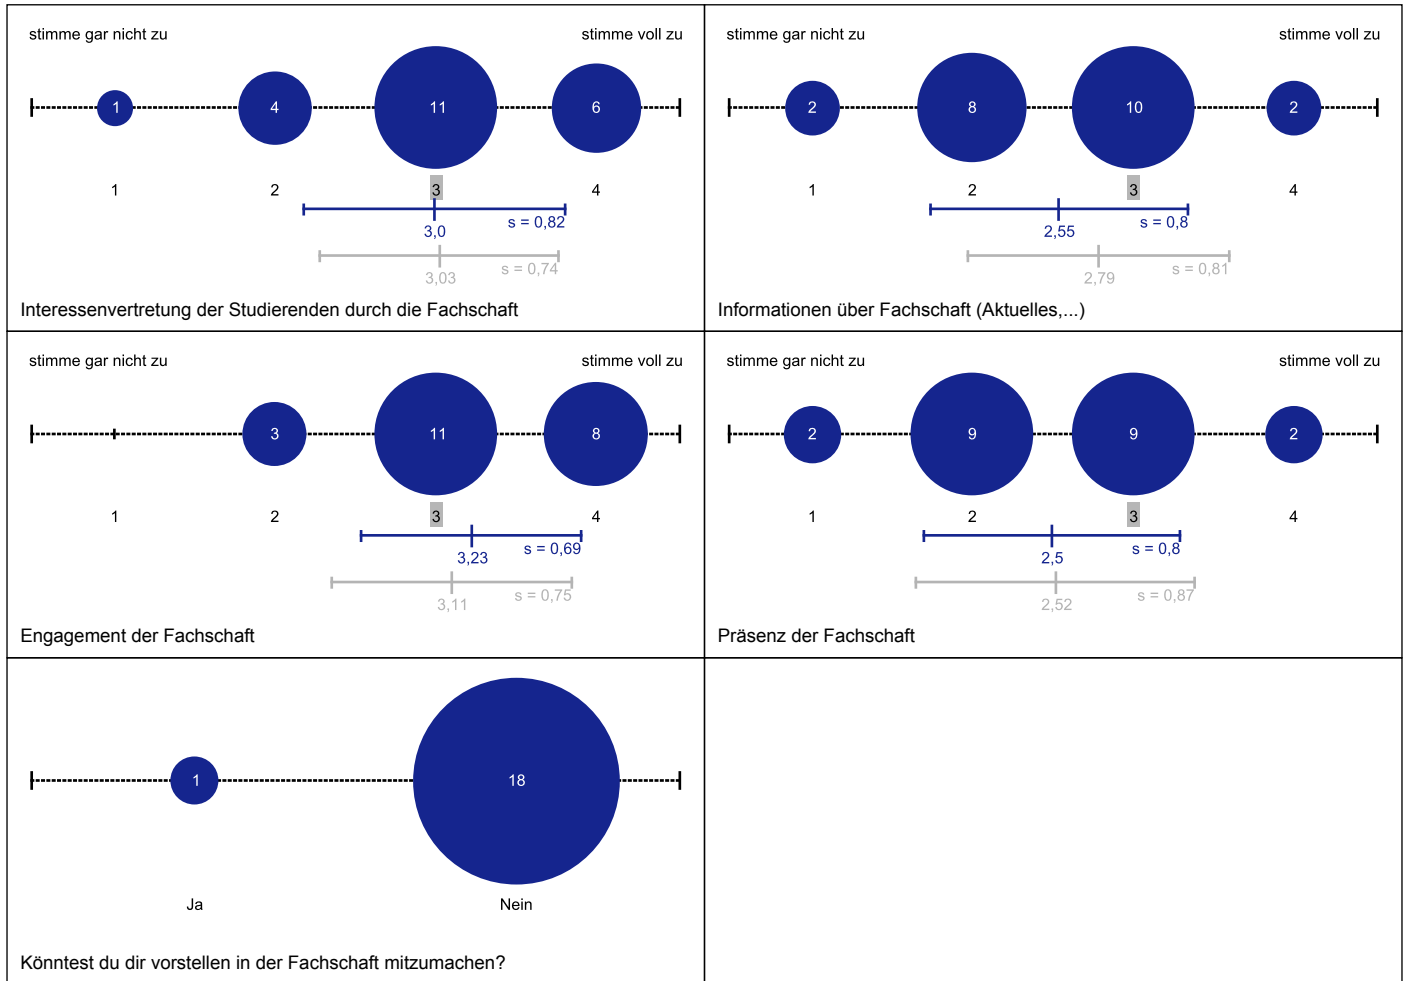 stimme gar nicht zu stimme voll zu
1 4 11 6
1 2 3 4
s = 0,82
3,0
s = 0,74
3,03
Interessenvertretung der Studierenden durch die Fachschaft
stimme gar nicht zu stimme voll zu
2 8 10 2
1 2 3 4
s = 0,8
2,55
s = 0,81
2,79
Informationen über Fachschaft (Aktuelles,...)
stimme gar nicht zu stimme voll zu
3 11 8
1 2 3 4
s = 0,69
3,23
s = 0,75
3,11
Engagement der Fachschaft
stimme gar nicht zu stimme voll zu
2 9 9 2
1 2 3 4
s = 0,8
2,5
s = 0,87
2,52
Präsenz der Fachschaft
1 18
Ja Nein
Könntest du dir vorstellen in der Fachschaft mitzumachen?